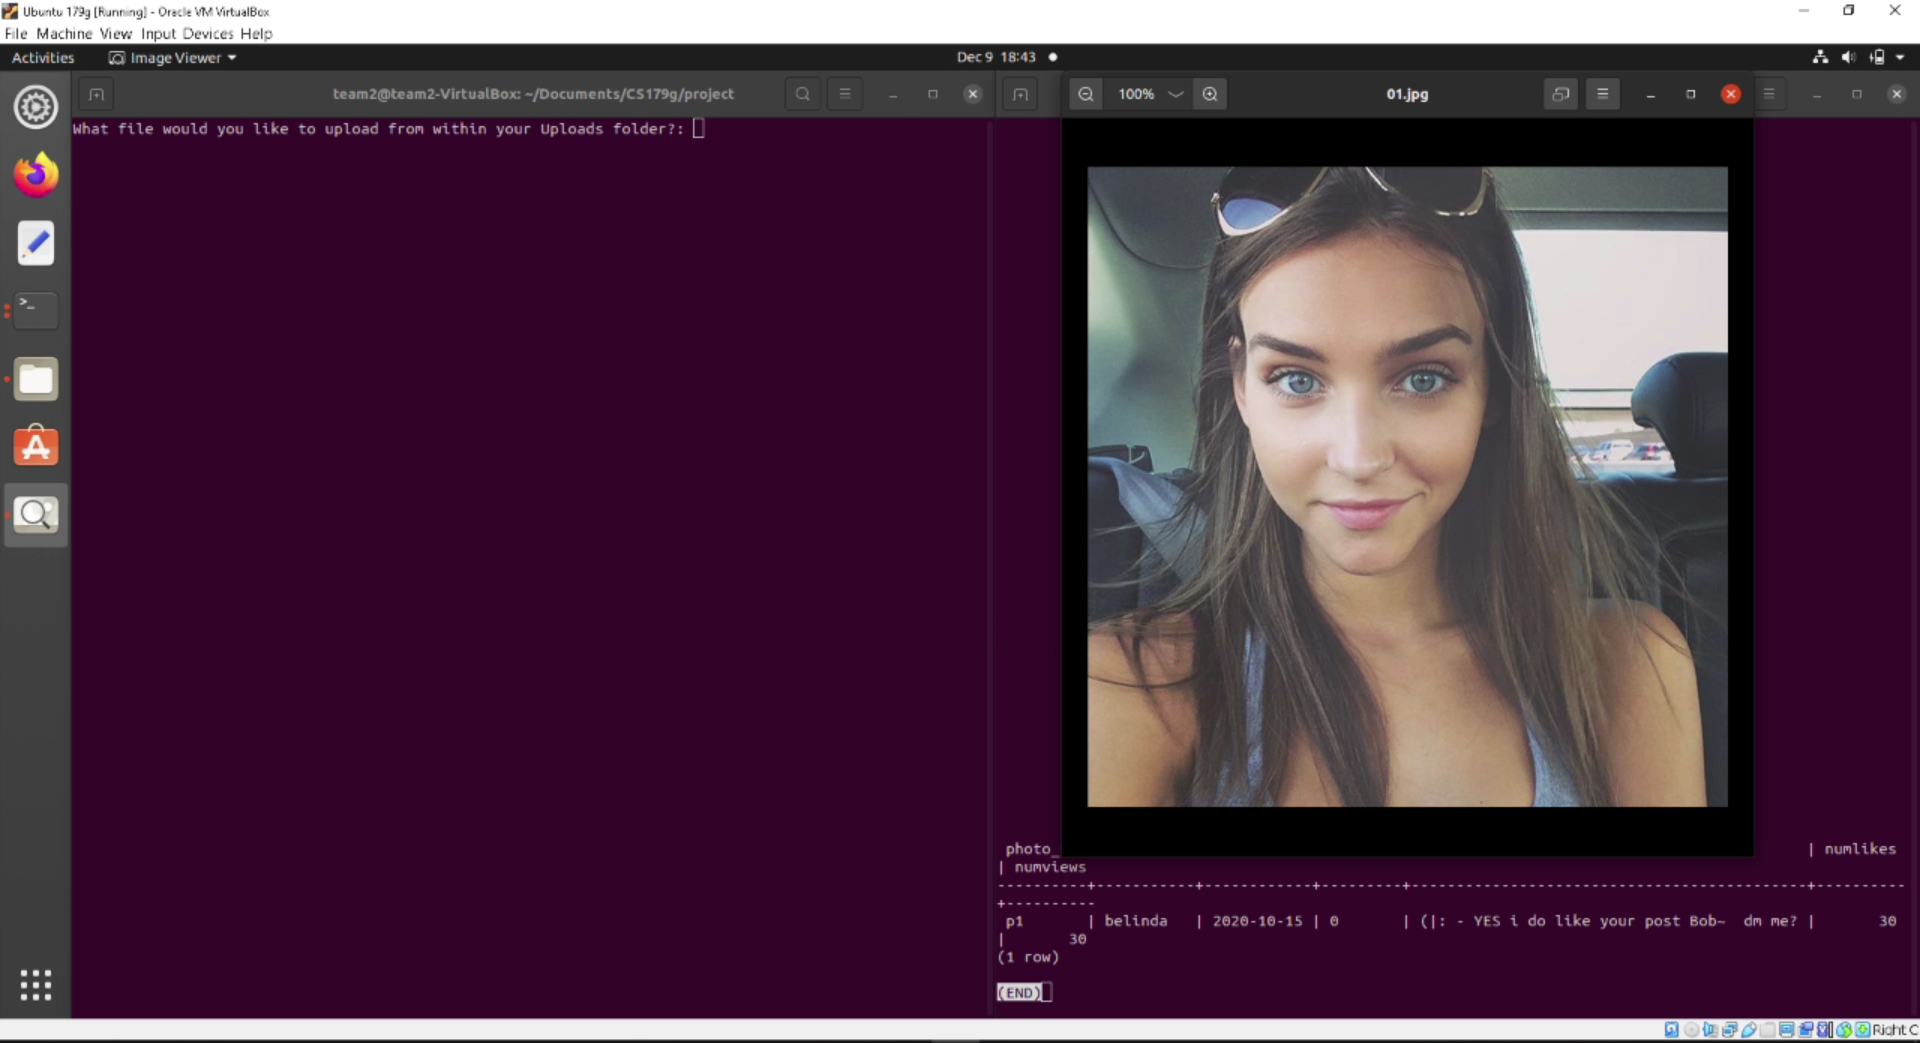 Ubuntu 179g [Running] - Oracle VM VirtualBox
File Machine View Input Devices Help
Activities Image Viewer Dec 9 18:43
team2@team2-VirtualBox: ~/Documents/CS179g/project
100% 01.jpg
What file would you like to upload from within your Uploads folder?:
photo_ | numlikes
| numviews
----------+-----------+------------+---------+--------------------------------------------+----------
+----------
p1 | belinda | 2020-10-15 | 0 | (|: - YES i do like your post Bob~ dm me? | 30
| 30
(1 row)
(END)
Right C